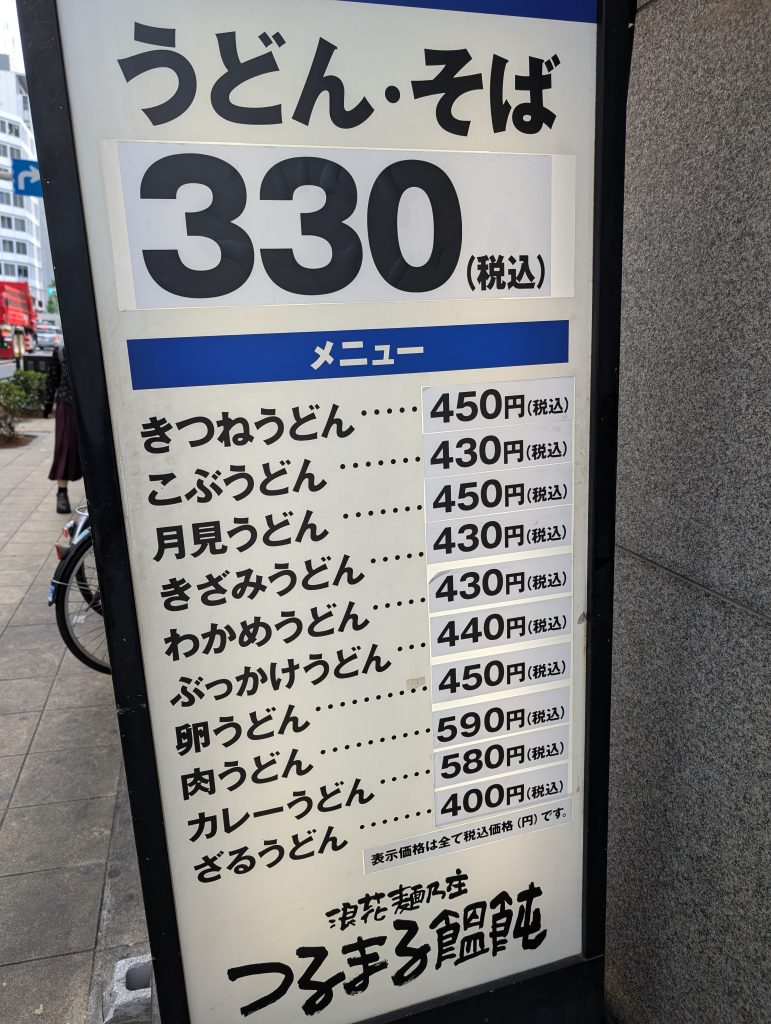 うどん・そば
330(税込)
メニュー
きつねうどん・・・・・450円(税込)
こぶうどん・・・・・・・430円(税込)
月見うどん・・・・・・・450円(税込)
きざみうどん・・・・・430円(税込)
わかめうどん・・・・・430円(税込)
ぶっかけうどん・・・440円(税込)
卵うどん・・・・・・・・・・450円(税込)
肉うどん・・・・・・・・・・590円(税込)
カレーうどん・・・・・580円(税込)
ざるうどん・・・・・・・400円(税込)
表示価格は全て税込価格(円)です。
浪花麺乃庄
つるまる饂飩